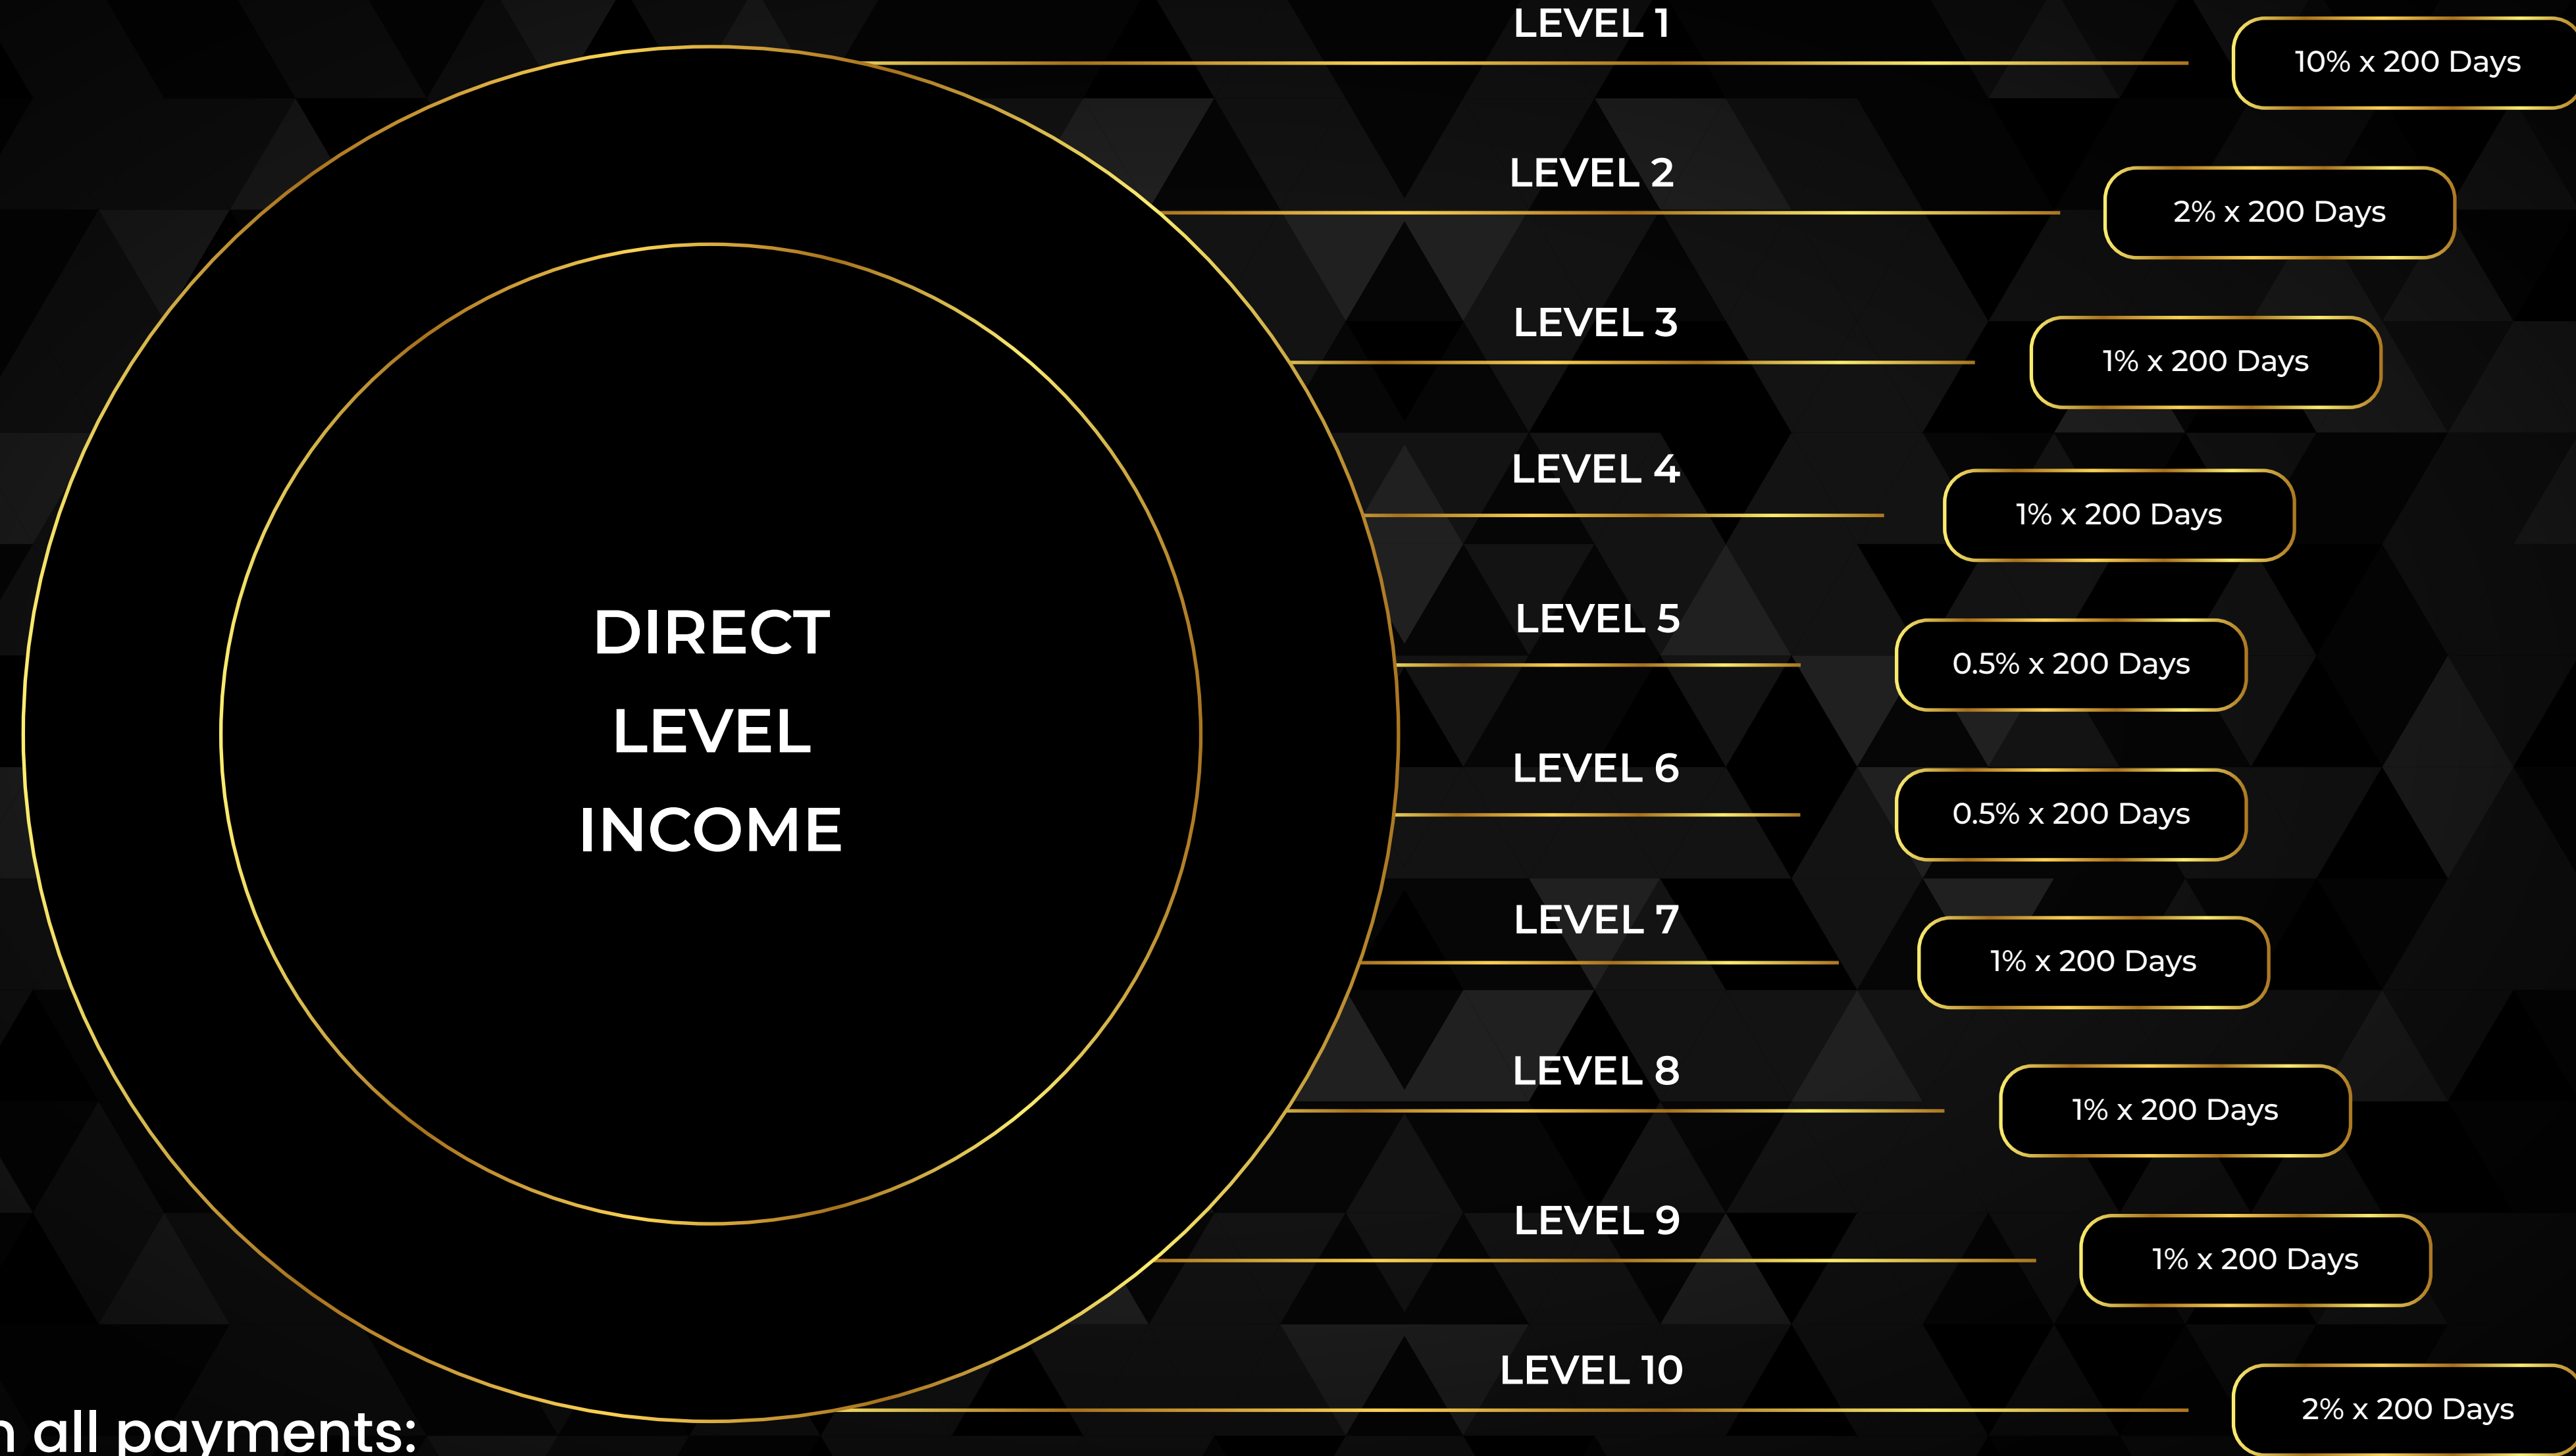 LEVEL 1
10% x 200 Days
LEVEL 2
2% x 200 Days
LEVEL 3
1% x 200 Days
LEVEL 4
1% x 200 Days
DIRECT
LEVEL
INCOME
LEVEL 5
0.5% x 200 Days
LEVEL 6
0.5% x 200 Days
LEVEL 7
1% x 200 Days
LEVEL 8
1% x 200 Days
LEVEL 9
1% x 200 Days
LEVEL 10
2% x 200 Days
all payments: